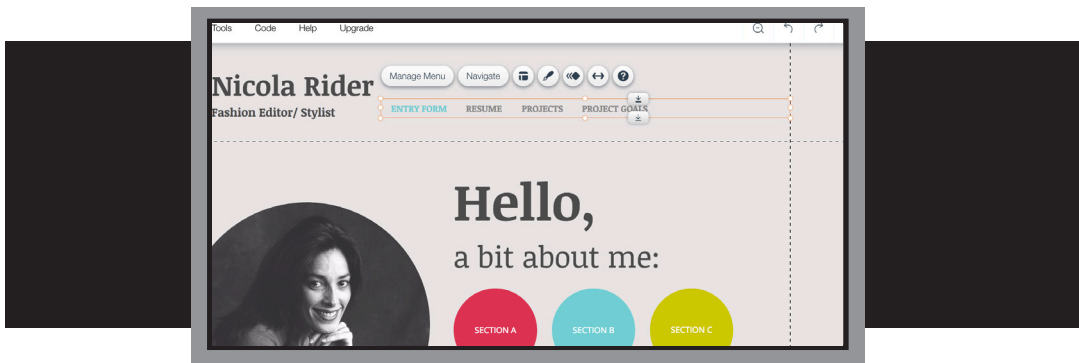 Tools Code Help Upgrade
Manage Menu Navigate
Nicola Rider
ENTRY FORM RESUME PROJECTS PROJECT GOALS
Fashion Editor/ Stylist
Hello,
a bit about me:
SECTION A SECTION B SECTION C